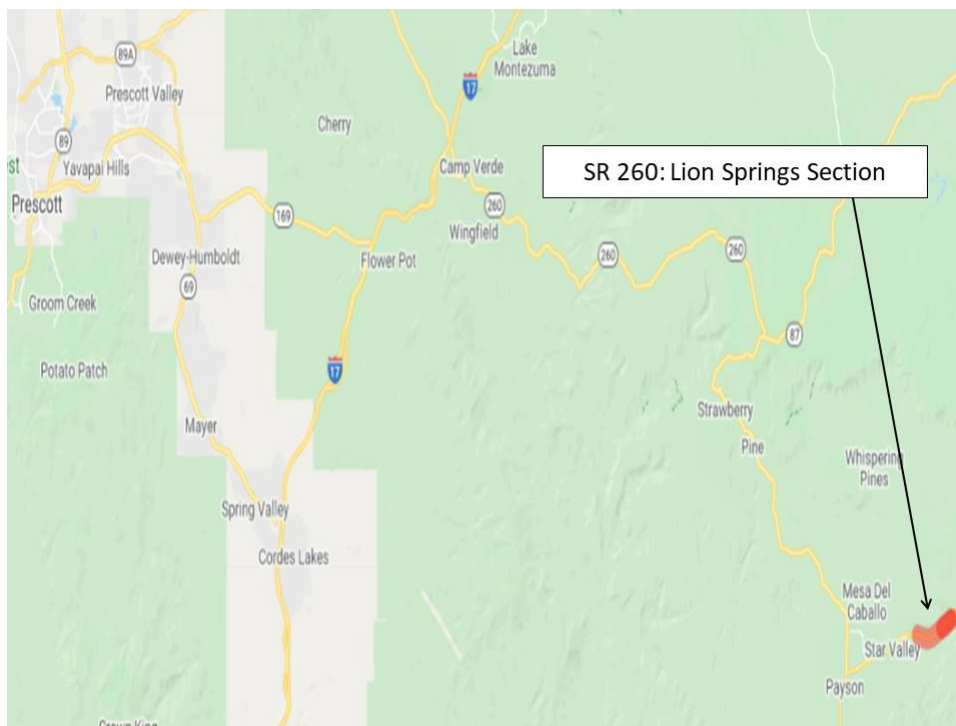 89A
Lake
Montezuma
17
Prescott Valley
Cherry
89
Yavapai Hills
Camp Verde
SR 260: Lion Springs Section
Prescott
169
260
Wingfield
Dewey-Humboldt
Flower Pot
260
260
69
Groom Creek
87
Potato Patch
17
Strawberry
Mayer
Pine
Whispering
Pines
Spring Valley
Cordes Lakes
Mesa Del
Caballo
Star Valley
Payson